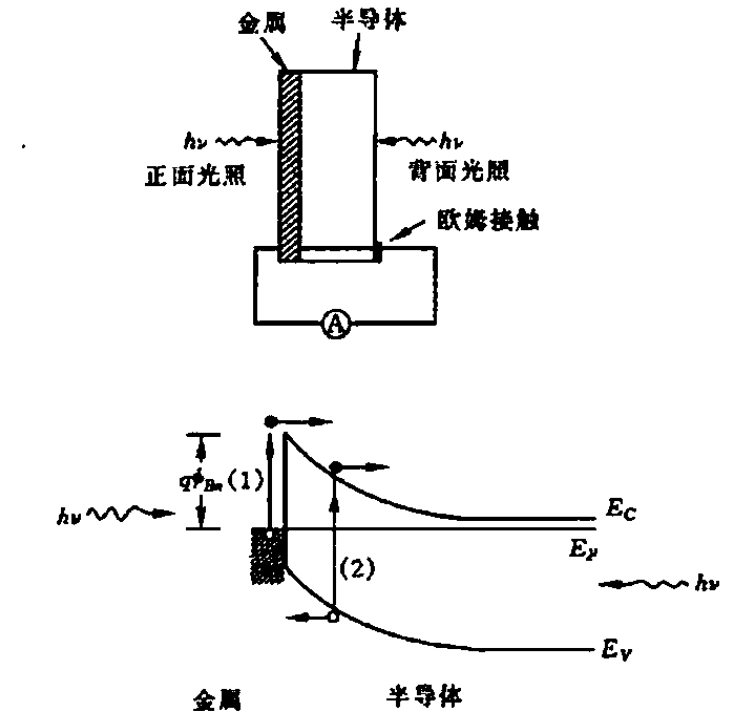 金属 半导体
hν hν
正面光照 背面光照
欧姆接触
A
qϕBn (1)
hν EC
EF
(2)
hν
EV
金属 半导体